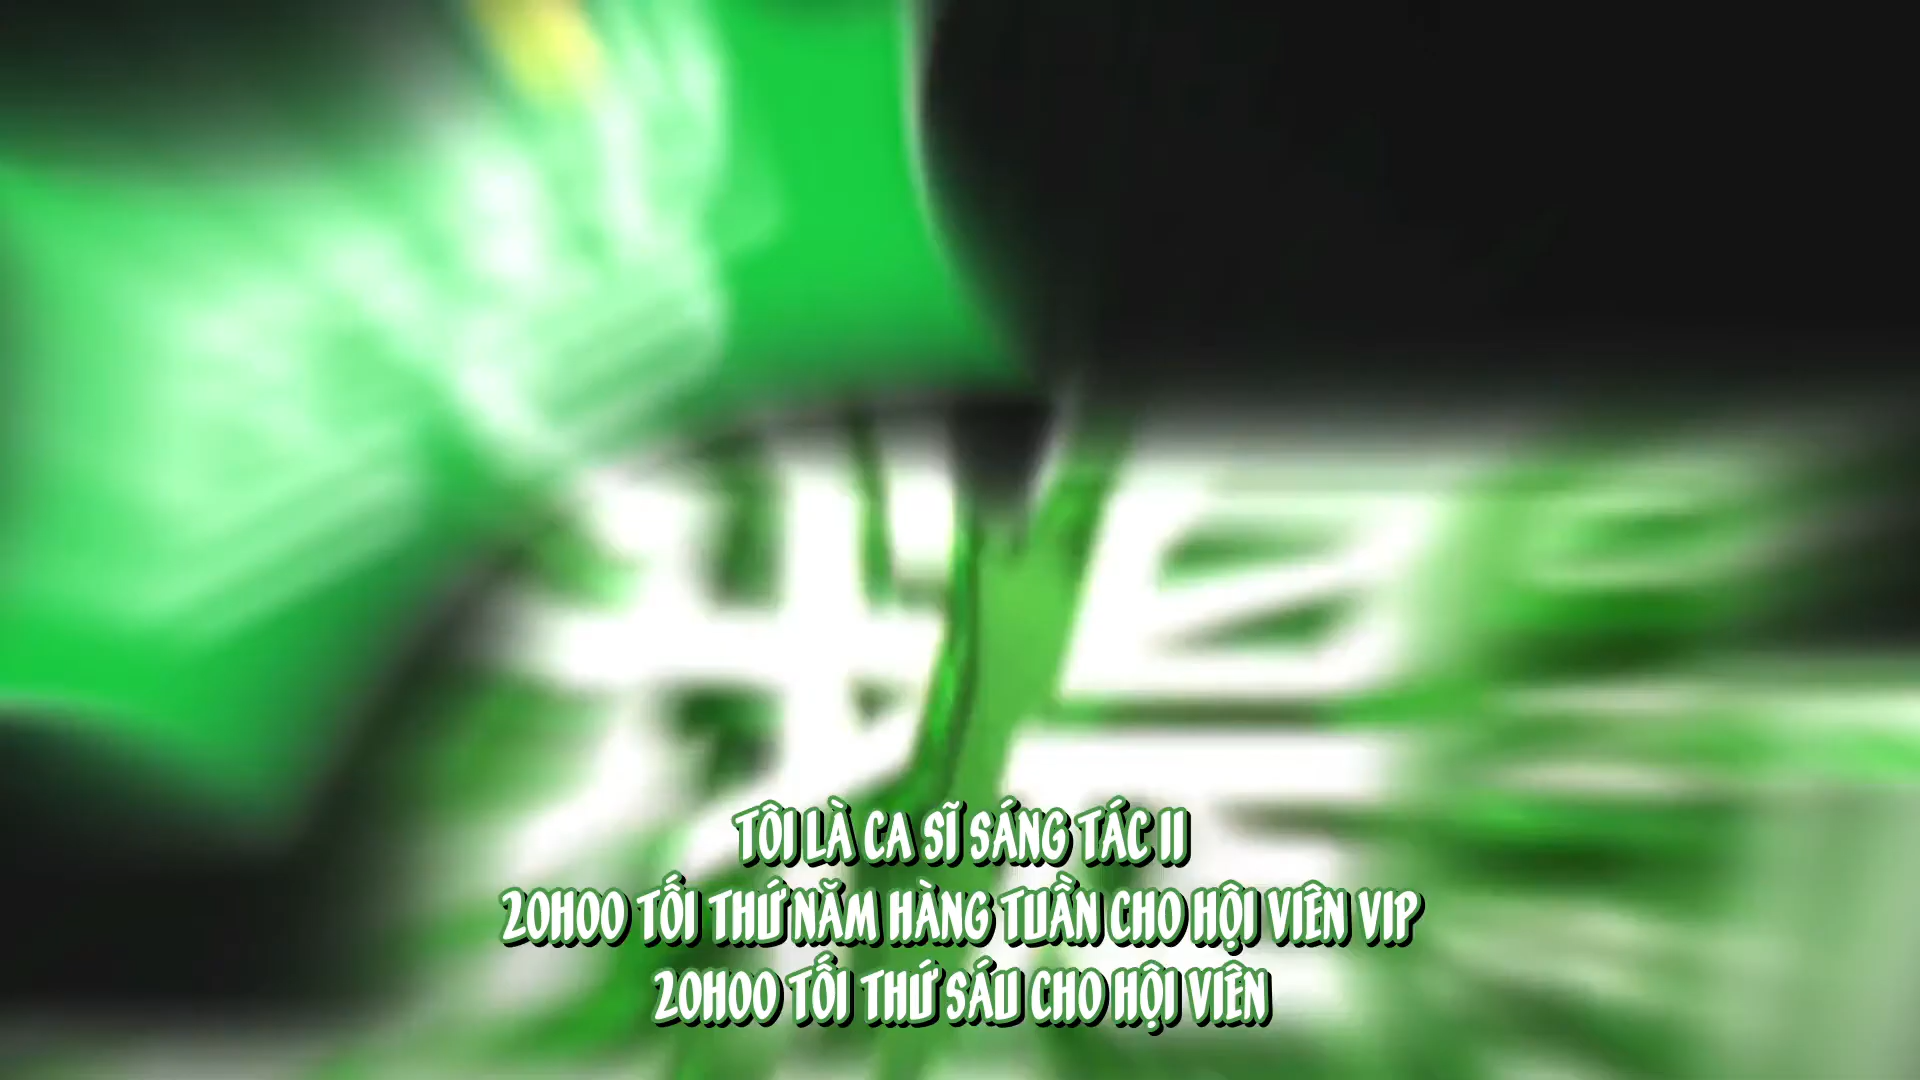 TÔI LÀ CA SĨ SÁNG TÁC II
20H00 TỐI THỨ NĂM HÀNG TUẦN CHO HỘI VIÊN VIP
20H00 TỐI THỨ SÁU CHO HỘI VIÊN